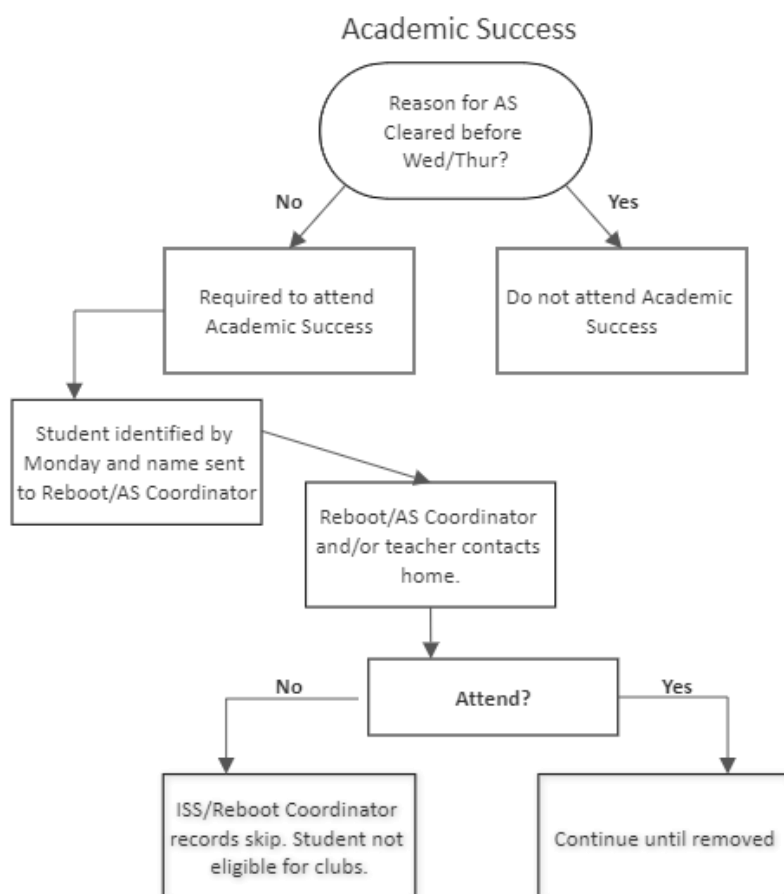 Academic Success
Reason for AS
Cleared before
Wed/Thur?
No
Yes
Required to attend
Academic Success
Do not attend Academic
Success
Student identified by
Monday and name sent
to Reboot/AS Coordinator
Reboot/AS Coordinator
and/or teacher contacts
home.
Attend?
No
Yes
ISS/Reboot Coordinator
records skip. Student not
eligible for clubs.
Continue until removed